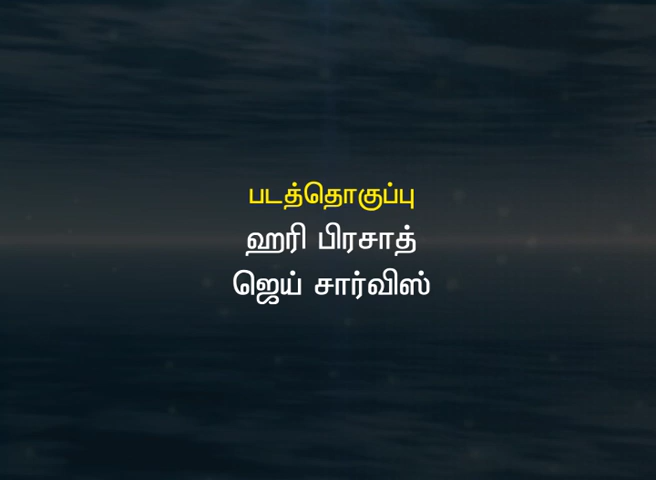 படத்தொகுப்பு
ஹரி பிரசாத்
ஜெய் சார்விஸ்